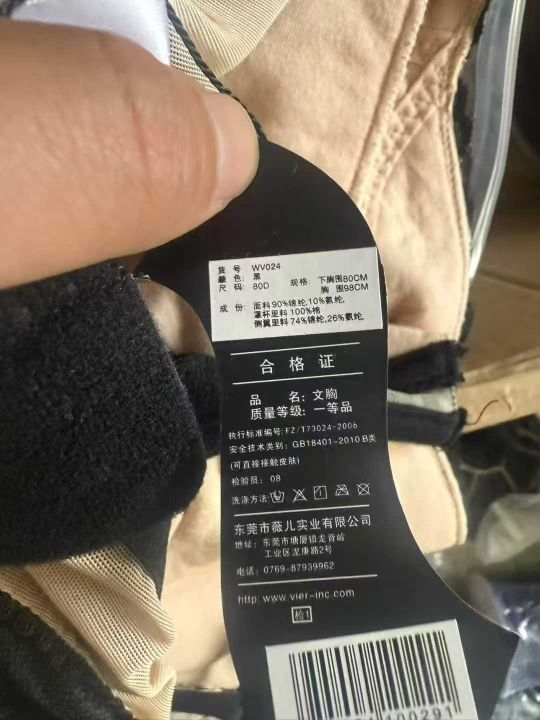 货 号 WV024
颜 色: 黑
尺 码: 80D 规格: 下胸围80CM
胸 围98CM
成 份: 面料90%锦纶,10%氨纶,
罩杯里料100%棉
侧翼里料 74%锦纶,26%氨纶,
合格证
品 名: 文胸
质量等级: 一等品
执行标准编号: FZ/T73024-2006
安全技术类别: GB18401-2010 B类
(可直接接触皮肤)
检验员: 08
洗涤方法
东莞市薇儿实业有限公司
地址: 东莞市塘厦镇龙背岭
工业区龙康路2号
电话: 0769-87939962
http: www.vier-inc.com
检1